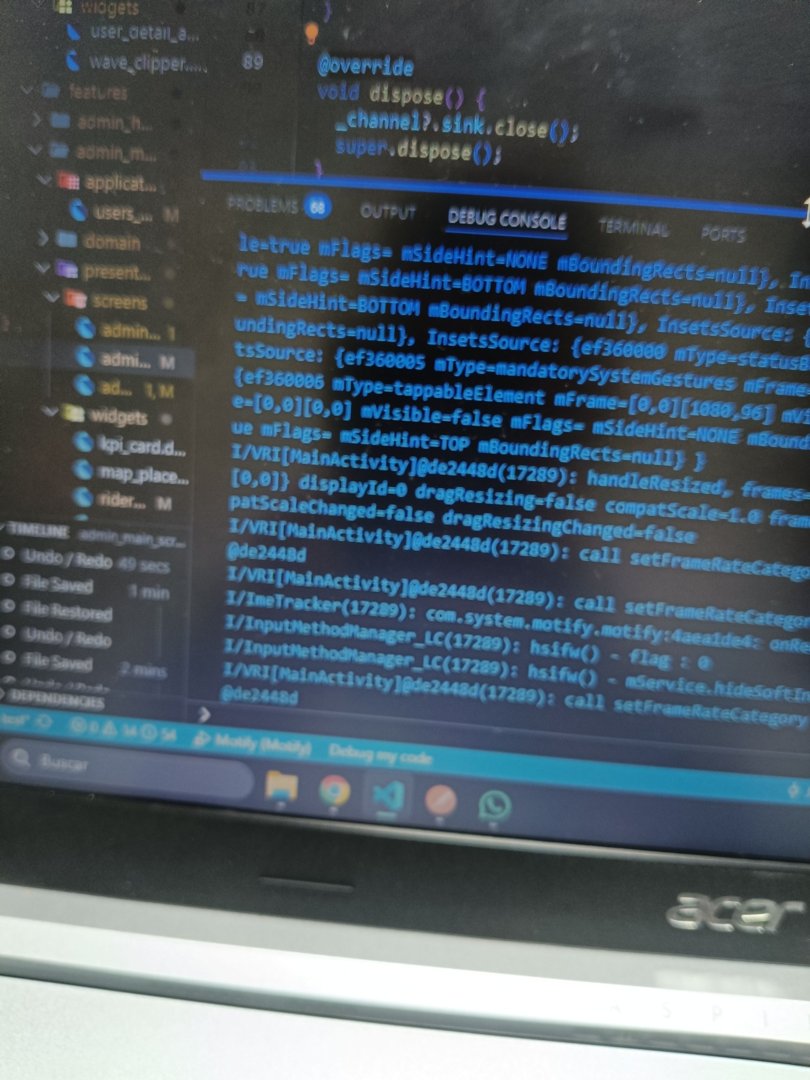 widgets
}
user_detail_a...
wave_clipper....
89
@override
void dispose() {
_channel?.sink.close();
super.dispose();
}
features
admin_h...
admin_m...
applicat...
users_... M
domain
present...
screens
admin... 1
admi... M
ad... 1, M
widgets
kpi_card.d...
map_place...
rider... M
TIMELINE admin_main_scr...
Undo / Redo 49 secs
File Saved 1 min
File Restored
Undo / Redo
File Saved 2 mins
DEPENDENCIES
PROBLEMS 68 OUTPUT DEBUG CONSOLE TERMINAL PORTS
le=true mFlags= mSideHint=NONE mBoundingRects=null}, In
rue mFlags= mSideHint=BOTTOM mBoundingRects=null}, Inse
= mSideHint=BOTTOM mBoundingRects=null}, InsetsSource: {
undingRects=null}, InsetsSource: {ef360000 mType=statusB
tsSource: {ef360005 mType=mandatorySystemGestures mFrame
{ef360006 mType=tappableElement mFrame=[0,0][1080,96] mVi
e=[0,0][0,0] mVisible=false mFlags= mSideHint=NONE mBound
ue mFlags= mSideHint=TOP mBoundingRects=null} }
I/VRI[MainActivity]@de2448d(17289): handleResized, frames=
[0,0]} displayId=0 dragResizing=false compatScale=1.0 fram
patScaleChanged=false dragResizingChanged=false
I/VRI[MainActivity]@de2448d(17289): call setFrameRateCatego
@de2448d
I/VRI[MainActivity]@de2448d(17289): call setFrameRateCatego
I/ImeTracker(17289): com.system.motify.motify:4aea1de4: onRe
I/InputMethodManager_LC(17289): hsifw() - flag : 0
I/InputMethodManager_LC(17289): hsifw() - mService.hideSoftIn
I/VRI[MainActivity]@de2448d(17289): call setFrameRateCategory
@de2448d
0 14 54 Motify (Motify) Debug my code
Buscar
acer